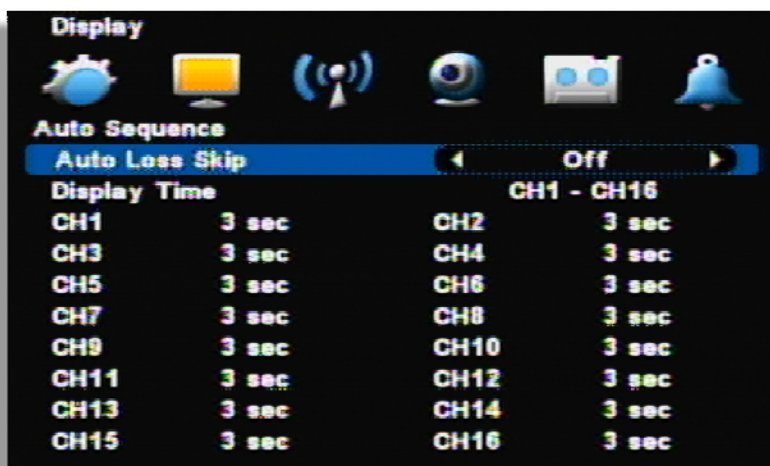 Display
Auto Sequence
Auto Loss Skip Off
Display Time CH1 - CH16
CH1 3 sec CH2 3 sec
CH3 3 sec CH4 3 sec
CH5 3 sec CH6 3 sec
CH7 3 sec CH8 3 sec
CH9 3 sec CH10 3 sec
CH11 3 sec CH12 3 sec
CH13 3 sec CH14 3 sec
CH15 3 sec CH16 3 sec